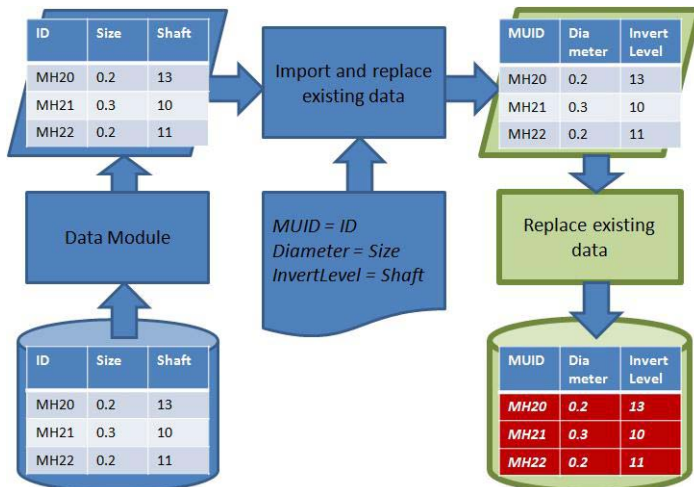 ID Size Shaft
MH20 0.2 13
MH21 0.3 10
MH22 0.2 11
Import and replace
existing data
MUID Dia
meter Invert
Level
MH20 0.2 13
MH21 0.3 10
MH22 0.2 11
Data Module
MUID = ID
Diameter = Size
InvertLevel = Shaft
Replace existing
data
ID Size Shaft
MH20 0.2 13
MH21 0.3 10
MH22 0.2 11
MUID Dia
meter Invert
Level
MH20 0.2 13
MH21 0.3 10
MH22 0.2 11